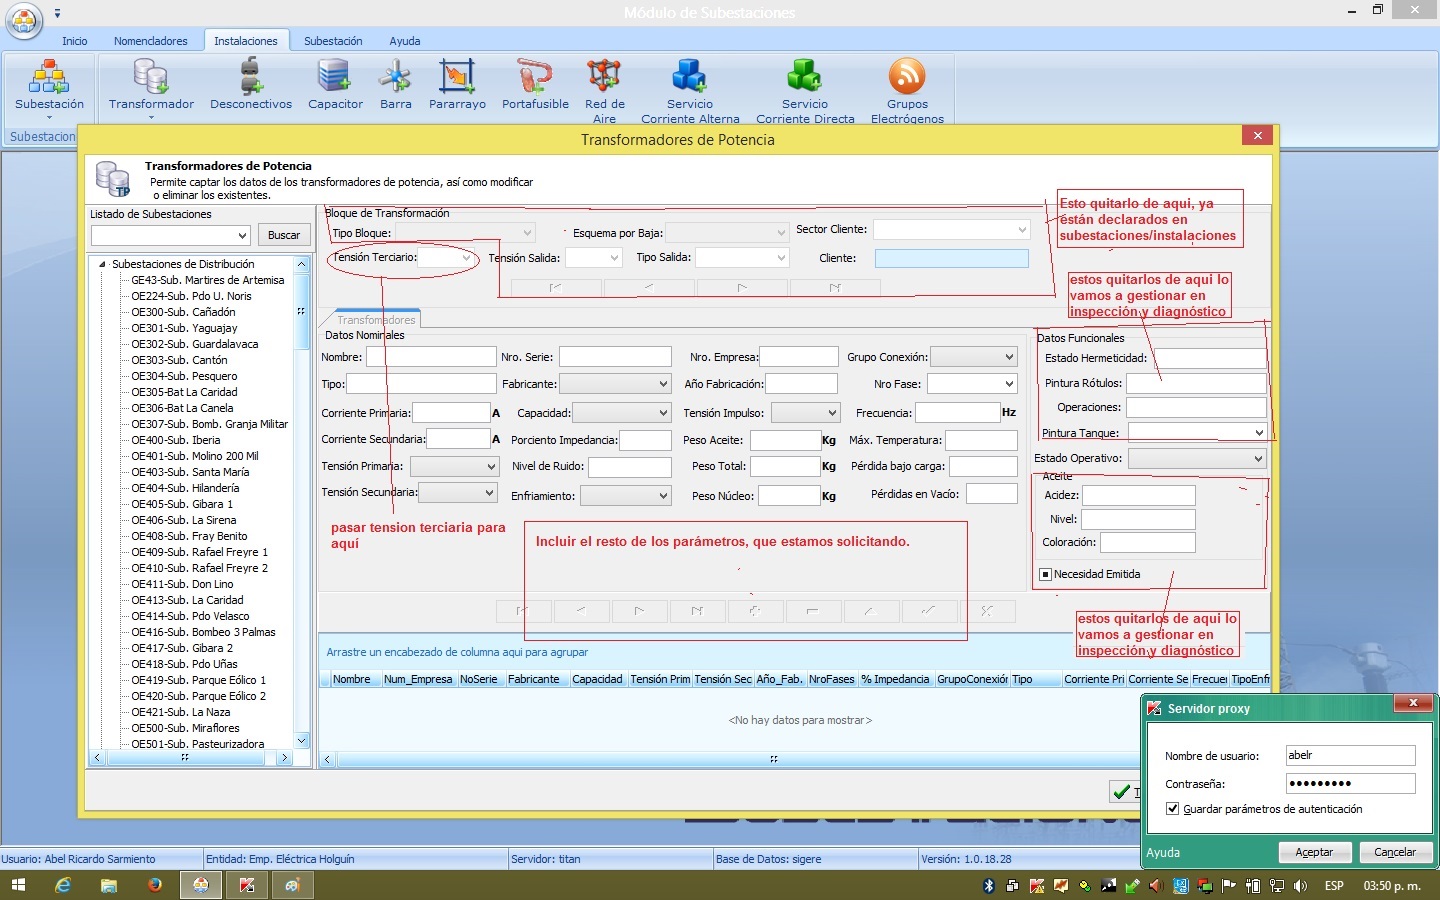 Módulo de Subestaciones
Inicio
Nomencladores
Instalaciones
Subestación
Ayuda
Subestación
Transformador
Desconectivos
Capacitor
Barra
Pararrayo
Portafusible
Red de
Aire
Servicio
Corriente Alterna
Servicio
Corriente Directa
Grupos
Electrógenos
Subestacion
Transformadores de Potencia
Transformadores de Potencia
Permite captar los datos de los transformadores de potencia, así como modificar
o eliminar los existentes.
Listado de Subestaciones
Buscar
Substaciones de Distribución
GE43-Sub. Martires de Artemisa
OE224-Sub. Pdo U. Noris
OE300-Sub. Cañadón
OE301-Sub. Yaguajay
OE302-Sub. Guardalavaca
OE303-Sub. Cantón
OE304-Sub. Pesquero
OE305-Bat La Caridad
OE306-Bat La Canela
OE307-Sub. Bomb. Granja Militar
OE400-Sub. Iberia
OE401-Sub. Molino 200 Mil
OE403-Sub. Santa María
OE404-Sub. Hilandería
OE405-Sub. Gibara 1
OE406-Sub. La Sirena
OE408-Sub. Fray Benito
OE409-Sub. Rafael Freyre 1
OE410-Sub. Rafael Freyre 2
OE411-Sub. Don Lino
OE413-Sub. La Caridad
OE414-Sub. Pdo Velasco
OE416-Sub. Bombeo 3 Palmas
OE417-Sub. Gibara 2
OE418-Sub. Pdo Uñas
OE419-Sub. Parque Eólico 1
OE420-Sub. Parque Eólico 2
OE421-Sub. La Naza
OE500-Sub. Miraflores
OE501-Sub. Pasteurizadora
Bloque de Transformación
Tipo Bloque:
Esquema por Baja:
Sector Cliente:
Tensión Terciario:
Tensión Salida:
Tipo Salida:
Cliente:
Esto quitarlo de aqui, ya
están declarados en
subestaciones/instalaciones
estos quitarlos de aqui lo
vamos a gestionar en
inspección y diagnóstico
Transfomadores
Datos Nominales
Nombre:
Nro. Serie:
Nro. Empresa:
Grupo Conexión:
Tipo:
Fabricante:
Año Fabricación:
Nro Fase:
Corriente Primaria:
A
Capacidad:
Tensión Impulso:
Frecuencia:
Hz
Corriente Secundaria:
A
Porciento Impedancia:
Peso Aceite:
Kg
Máx. Temperatura:
Tensión Primaria:
Nivel de Ruido:
Peso Total:
Kg
Pérdida bajo carga:
Tensión Secundaria:
Enfriamiento:
Peso Núcleo:
Kg
Pérdidas en Vacío:
Datos Funcionales
Estado Hermeticidad:
Pintura Rótulos:
Operaciones:
Pintura Tanque:
Estado Operativo:
Aceite
Acidez:
Nivel:
Coloración:
Necesidad Emitida
pasar tension terciaria para
aquí
Incluir el resto de los parámetros, que estamos solicitando.
estos quitarlos de aqui lo
vamos a gestionar en
inspección y diagnóstico
Arrastre un encabezado de columna aqui para agrupar
Nombre
Num_Empresa
NoSerie
Fabricante
Capacidad
Tensión Prim
Tensión Sec
Año_Fab.
NroFases
% Impedancia
GrupoConexión
Tipo
Corriente Pri
Corriente Se
Frecuen
TipoEnfr
<No hay datos para mostrar>
Servidor proxy
Nombre de usuario:
abelr
Contraseña:
Guardar parámetros de autenticación
Ayuda
Aceptar
Cancelar
Usuario: Abel Ricardo Sarmiento
Entidad: Emp. Eléctrica Holguín
Servidor: titan
Base de Datos: sigere
Versión: 1.0.18.28
ESP
03:50 p. m.